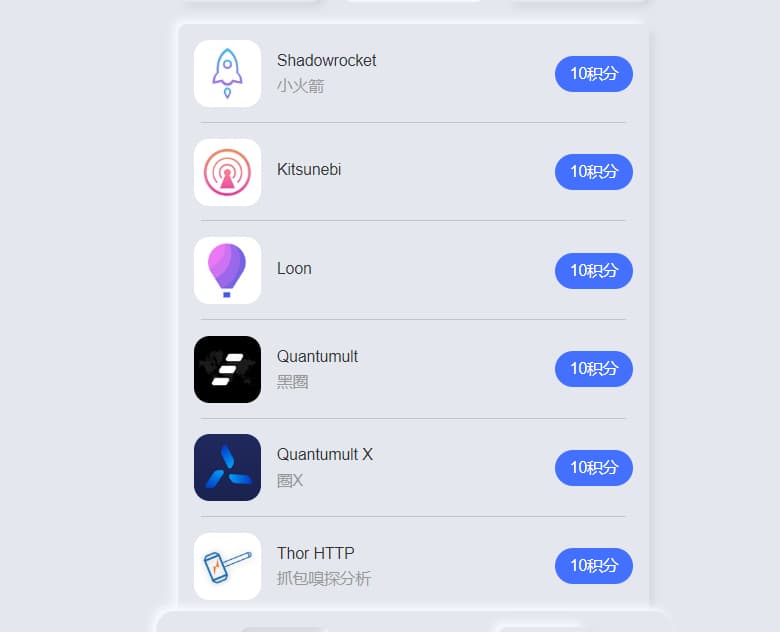 Shadowrocket
小火箭
10积分
Kitsunebi
10积分
Loon
10积分
Quantumult
黑圈
10积分
Quantumult X
圈X
10积分
Thor HTTP
抓包嗅探分析
10积分